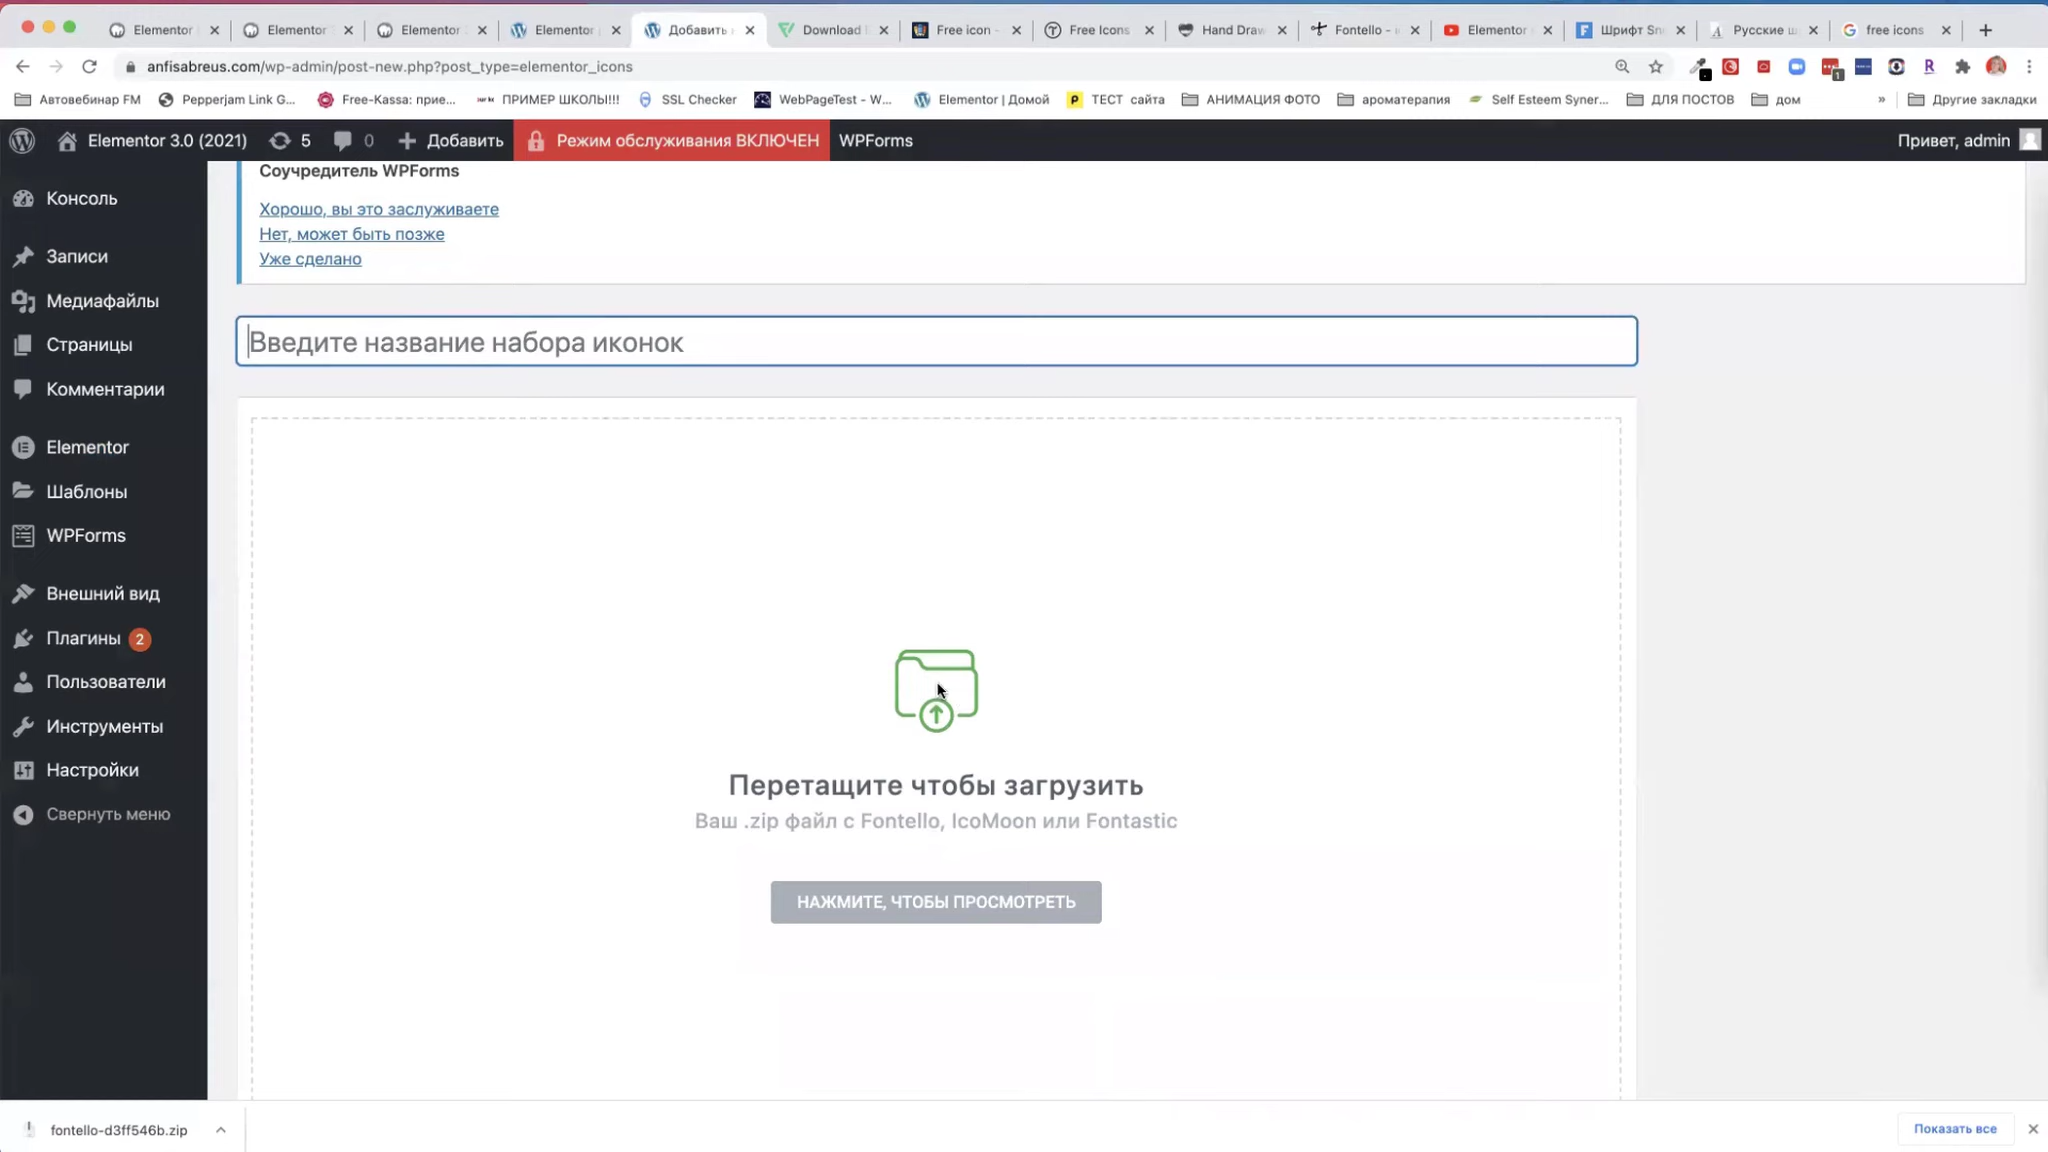 Elementor
Elementor
Elementor
Elementor
Добавить
Download
Free icon -
Free Icons
Hand Draw
Fontello -
Elementor
Шрифт Sn
Русские ш
free icons
anfisabreus.com/wp-admin/post-new.php?post_type=elementor_icons
Автовебинар FM
Pepperjam Link G...
Free-Kassa: прие...
ПРИМЕР ШКОЛЫ!!!
SSL Checker
WebPageTest - W...
Elementor | Домой
ТЕСТ сайта
АНИМАЦИЯ ФОТО
ароматерапия
Self Esteem Syner...
ДЛЯ ПОСТОВ
дом
»
Другие закладки
Elementor 3.0 (2021)
5
0
Добавить
Режим обслуживания ВКЛЮЧЕН
WPForms
Привет, admin
Консоль
Записи
Медиафайлы
Страницы
Комментарии
Elementor
Шаблоны
WPForms
Внешний вид
Плагины 2
Пользователи
Инструменты
Настройки
Свернуть меню
Соучредитель WPForms
Хорошо, вы это заслуживаете
Нет, может быть позже
Уже сделано
Введите название набора иконок
Перетащите чтобы загрузить
Ваш .zip файл с Fontello, IcoMoon или Fontastic
НАЖМИТЕ, ЧТОБЫ ПРОСМОТРЕТЬ
fontello-d3ff546b.zip
Показать все